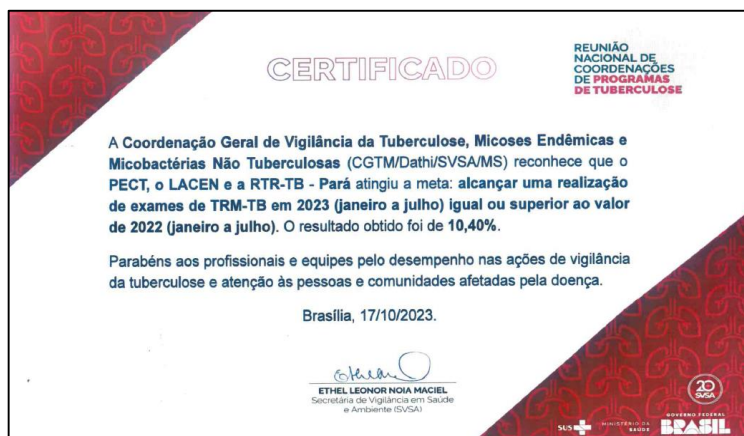 CERTIFICADO
REUNIÃO
NACIONAL DE
COORDENAÇÕES
DE PROGRAMAS
DE TUBERCULOSE
A Coordenação Geral de Vigilância da Tuberculose, Micoses Endêmicas e
Micobactérias Não Tuberculosas (CGTM/Dathi/SVSA/MS) reconhece que o
PECT, o LACEN e a RTR-TB - Pará atingiu a meta: alcançar uma realização
de exames de TRM-TB em 2023 (janeiro a julho) igual ou superior ao valor
de 2022 (janeiro a julho). O resultado obtido foi de 10,40%.
Parabéns aos profissionais e equipes pelo desempenho nas ações de vigilância
da tuberculose e atenção às pessoas e comunidades afetadas pela doença.
Brasília, 17/10/2023.
ETHEL LEONOR NOIA MACIEL
Secretária de Vigilância em Saúde
e Ambiente (SVSA)
20
SVSA
SUS
MINISTÉRIO DA
SAÚDE
GOVERNO FEDERAL
BRASIL